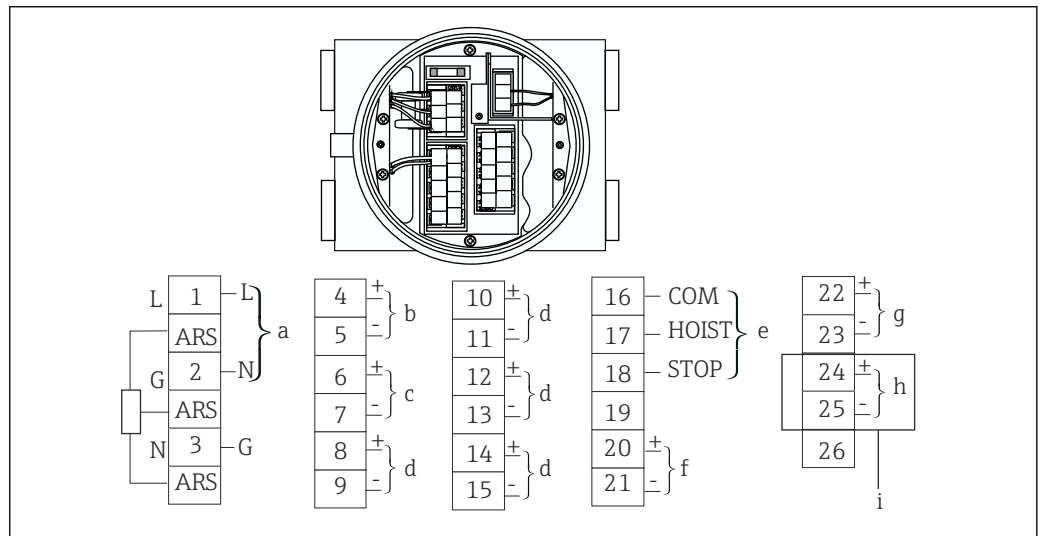 L 1 L
ARS
G 2 N
ARS
N 3 G
ARS
a
4 +
5 -
b
6 +
7 -
c
8 +
9 -
d
10 +
11 -
d
12 +
13 -
d
14 +
15 -
d
16 COM
17 HOIST
18 STOP
e
19
20 +
21 -
f
22 +
23 -
g
24 +
25 -
h
26
i